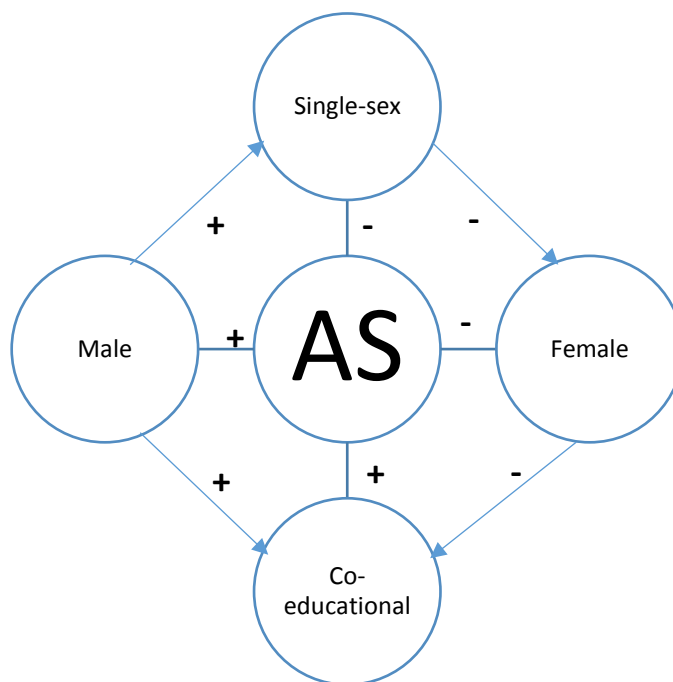 Single-sex
+
-
-
Male
+
AS
-
Female
+
+
-
Co-
educational